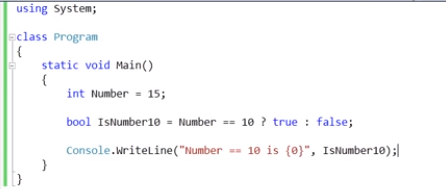 using System;
class Program
{
static void Main()
{
int Number = 15;
bool IsNumber10 = Number == 10 ? true : false;
Console.WriteLine("Number == 10 is {0}", IsNumber10);
}
}